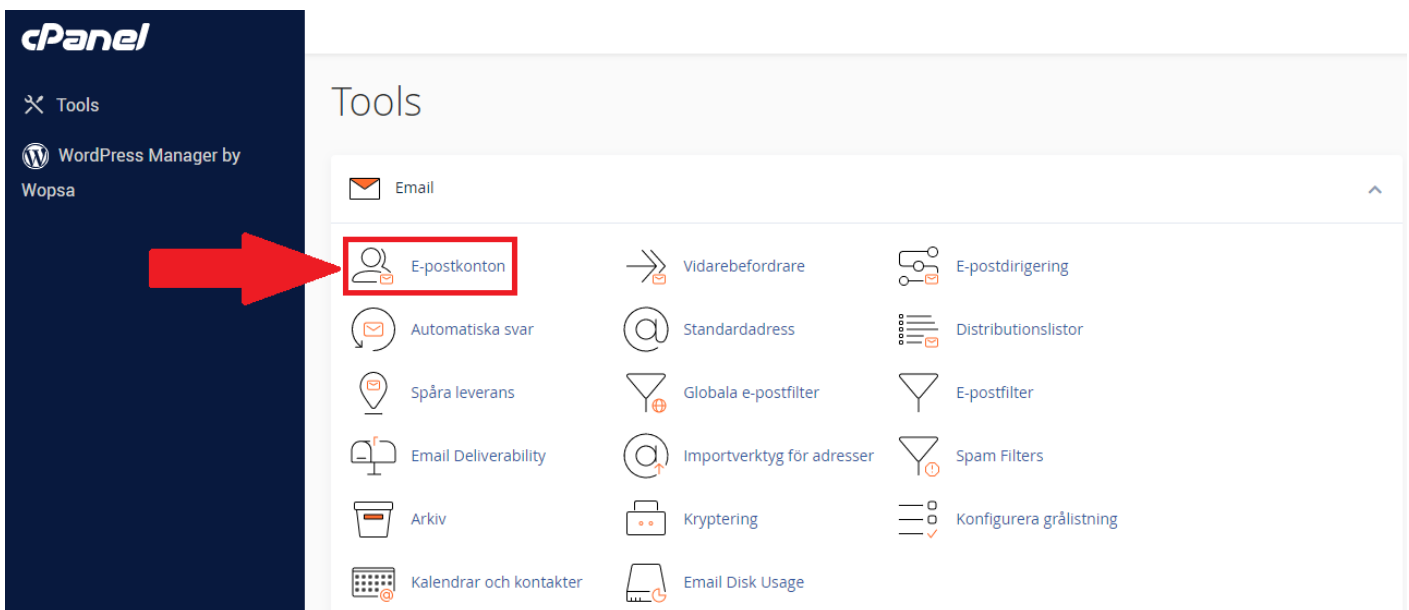 cPanel
Tools
WordPress Manager by
Wopsa
Tools
Email
E-postkonton
Vidarebefordrare
E-postdirigering
Automatiska svar
Standardadress
Distributionslistor
Spåra leverans
Globala e-postfilter
E-postfilter
Email Deliverability
Importverktyg för adresser
Spam Filters
Arkiv
Kryptering
Konfigurera grålistning
Kalendrar och kontakter
Email Disk Usage